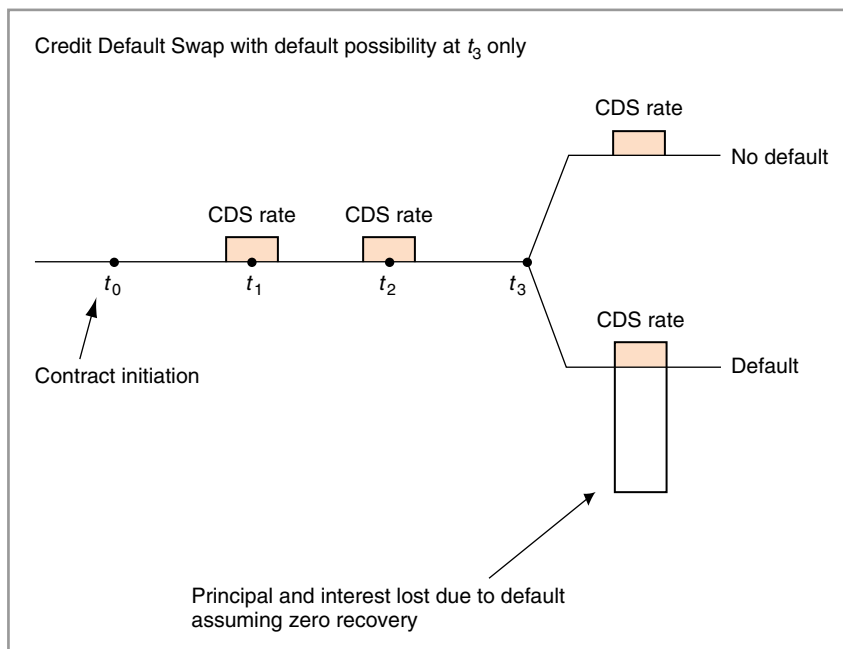 Credit Default Swap with default possibility at t3 only
CDS rate
No default
CDS rate
CDS rate
t0
t1
t2
t3
CDS rate
Contract initiation
Default
Principal and interest lost due to default
assuming zero recovery